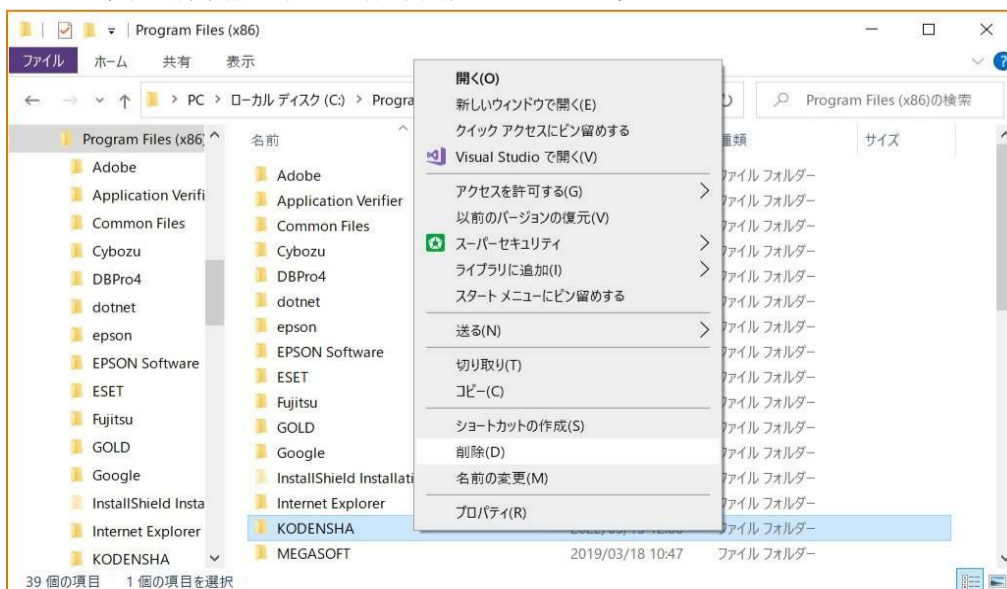 Program Files (x86)
ファイル ホーム 共有 表示
PC > ローカル ディスク (C:) > Progra
Program Files (x86)の検索
Program Files (x86)
Adobe
Application Verifi
Common Files
Cybozu
DBPro4
dotnet
epson
EPSON Software
ESET
Fujitsu
GOLD
Google
InstallShield Insta
Internet Explorer
KODENSHA
名前 種類 サイズ
Adobe ファイル フォルダー
Application Verifier ファイル フォルダー
Common Files ファイル フォルダー
Cybozu ファイル フォルダー
DBPro4 ファイル フォルダー
dotnet ファイル フォルダー
epson ファイル フォルダー
EPSON Software ファイル フォルダー
ESET ファイル フォルダー
Fujitsu ファイル フォルダー
GOLD ファイル フォルダー
Google ファイル フォルダー
InstallShield Installati ファイル フォルダー
Internet Explorer ファイル フォルダー
KODENSHA ファイル フォルダー
MEGASOFT 2019/03/18 10:47 ファイル フォルダー
開く(O)
新しいウィンドウで開く(E)
クイック アクセスにピン留めする
Visual Studio で開く(V)
アクセスを許可する(G)
以前のバージョンの復元(V)
スーパーセキュリティ
ライブラリに追加(I)
スタート メニューにピン留めする
送る(N)
切り取り(T)
コピー(C)
ショートカットの作成(S)
削除(D)
名前の変更(M)
プロパティ(R)
39 個の項目 1 個の項目を選択